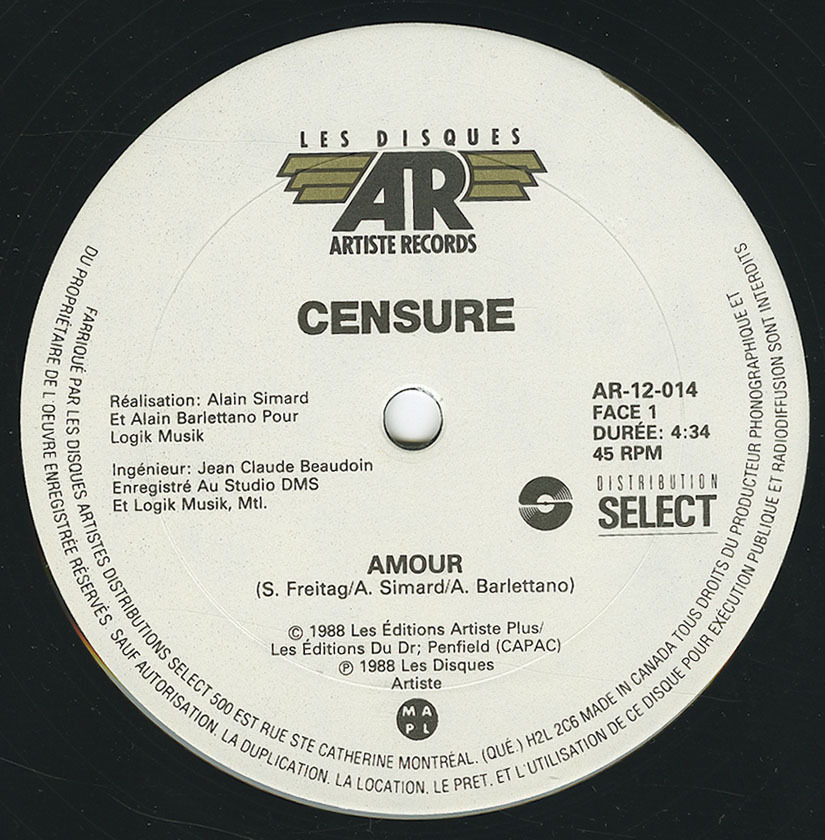 LES DISQUES
AR
ARTISTE RECORDS
CENSURE
Réalisation: Alain Simard
Et Alain Barlettano Pour
Logik Musik
Ingénieur: Jean Claude Beaudoin
Enregistré Au Studio DMS
Et Logik Musik, Mtl.
AR-12-014
FACE 1
DURÉE: 4:34
45 RPM
DISTRIBUTION
SELECT
AMOUR
(S. Freitag/A. Simard/A. Barlettano)
© 1988 Les Éditions Artiste Plus/
Les Éditions Du Dr; Penfield (CAPAC)
℗ 1988 Les Disques
Artiste
M A
P L
FARRIQUÉ PAR LES DISQUES ARTISTES DISTRIBUTIONS SELECT 500 EST RUE STE CATHERINE MONTRÉAL. (QUÉ.) H2L 2C6 MADE IN CANADA TOUS DROITS DU PRODUCTEUR PHONOGRAPHIQUE ET
DU PROPRIÉTAIRE DE L'OEUVRE ENREGISTRÉE RÉSERVÉS. SAUF AUTORISATION. LA DUPLICATION. LA LOCATION. LE PRET. ET L'UTILISATION DE CE DISQUE POUR EXÉCUTION PUBLIQUE ET RADIODIFFUSION SONT INTERDITS